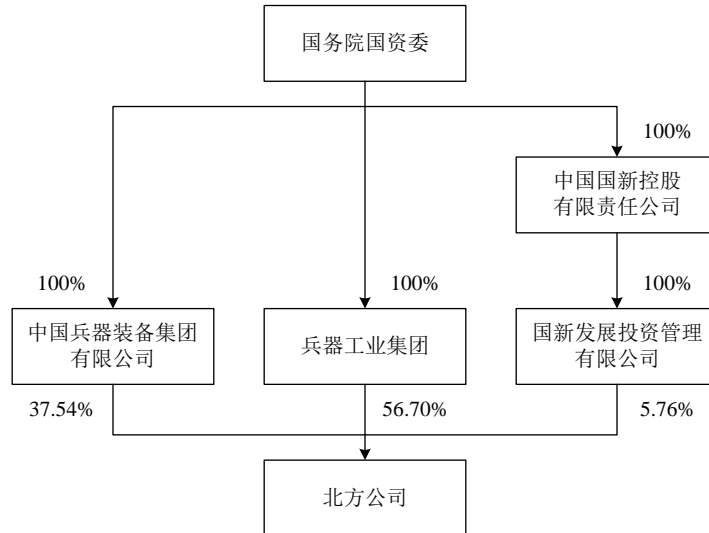 国务院国资委
100%
中国国新控股
有限责任公司
100%
100%
100%
中国兵器装备集团
有限公司
兵器工业集团
国新发展投资管理
有限公司
37.54%
56.70%
5.76%
北方公司